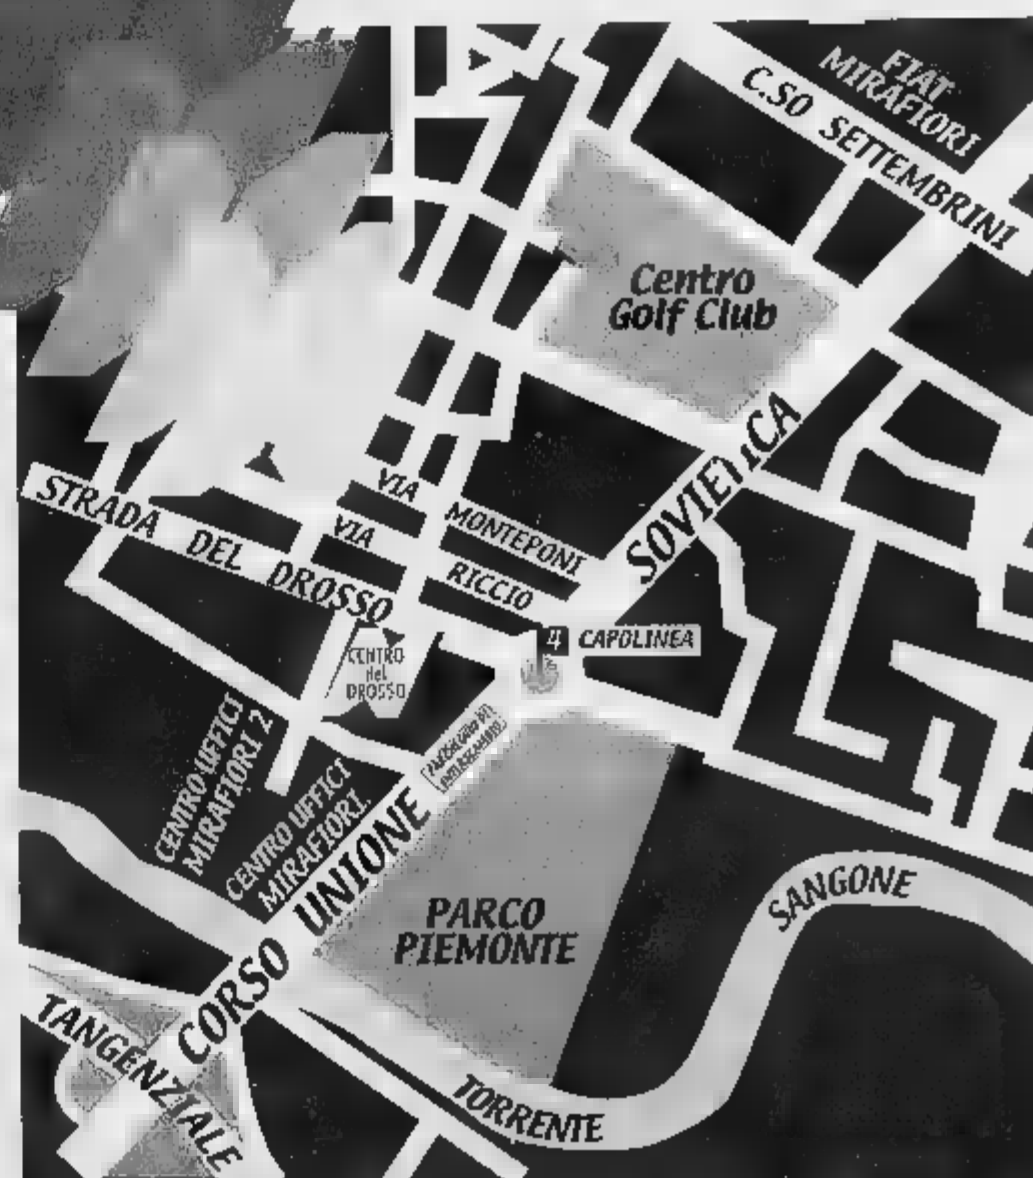 FIAT
MIRAFIORI
C.SO SETTEMBRINI
Centro
Golf Club
SOVIETICA
STRADA DEL DROSSO
VIA MONTEPONI
VIA RICCIO
4 CAPOLINEA
CENTRO
del
DROSSO
CENTRO UFFICI
MIRAFIORI 2
CENTRO UFFICI
MIRAFIORI.
CORSO UNIONE
PARCO
PIEMONTE
SANGONE
TORRENTE
TANGENZIALE